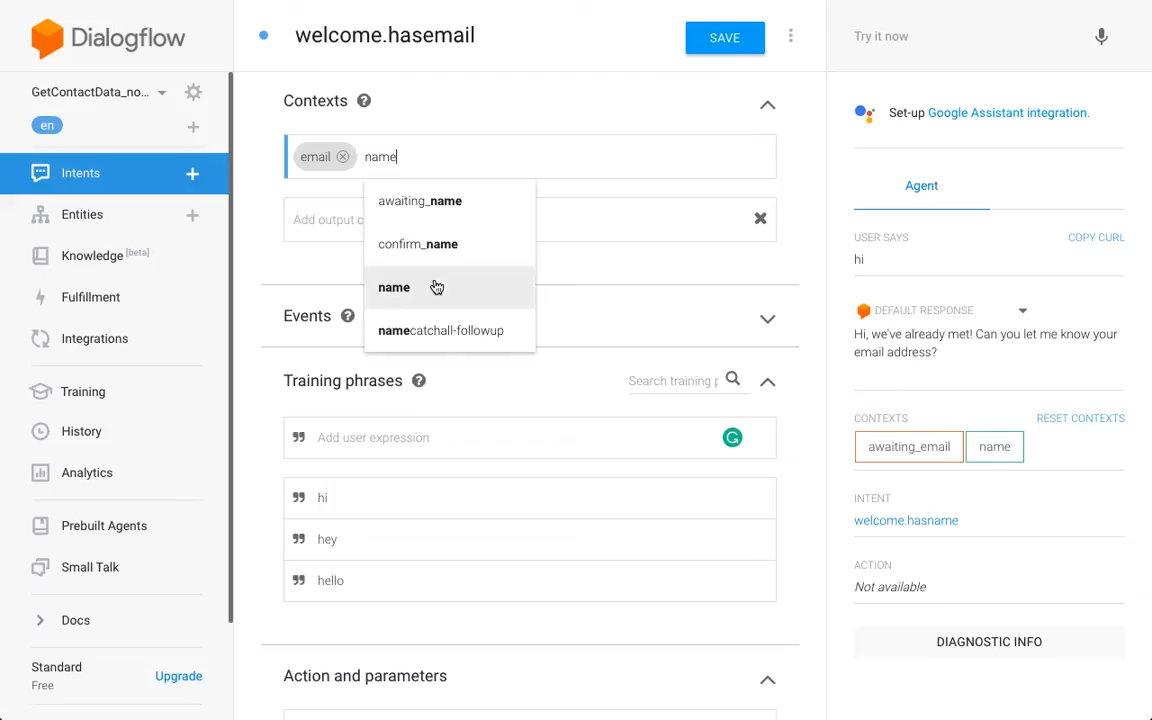 Dialogflow
GetContactData_no...
en
Intents
Entities
Knowledge [beta]
Fulfillment
Integrations
Training
History
Analytics
Prebuilt Agents
Small Talk
Docs
Standard
Free
Upgrade
welcome.hasemail
SAVE
Contexts
email
name
awaiting_name
confirm_name
name
namecatchall-followup
Add output c
Events
Training phrases
Search training p
Add user expression
hi
hey
hello
Action and parameters
Try it now
Set-up Google Assistant integration.
Agent
USER SAYS
COPY CURL
hi
DEFAULT RESPONSE
Hi, we've already met! Can you let me know your
email address?
CONTEXTS
RESET CONTEXTS
awaiting_email
name
INTENT
welcome.hasname
ACTION
Not available
DIAGNOSTIC INFO